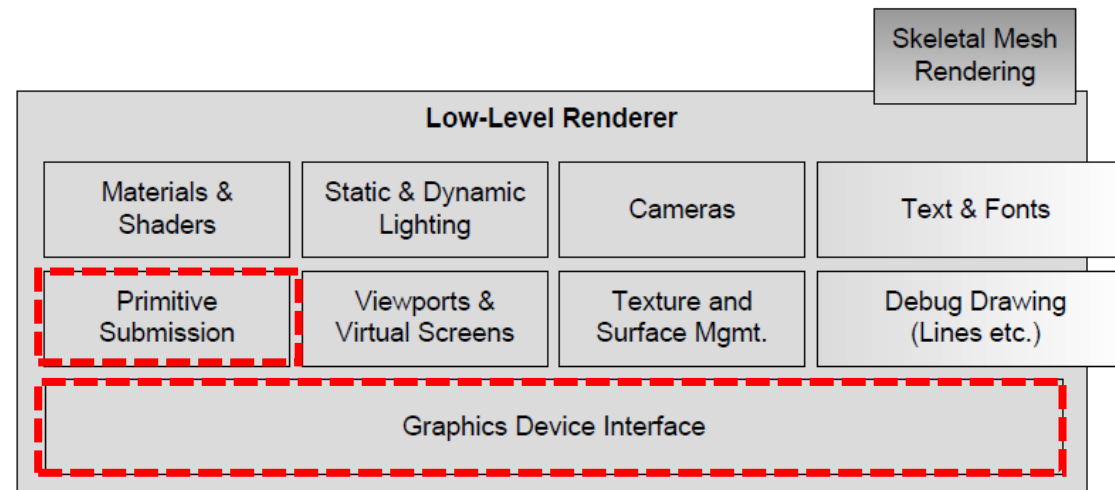 Skeletal Mesh
Rendering
Low-Level Renderer
Materials &
Shaders
Static & Dynamic
Lighting
Cameras
Text & Fonts
Primitive
Submission
Viewports &
Virtual Screens
Texture and
Surface Mgmt.
Debug Drawing
(Lines etc.)
Graphics Device Interface